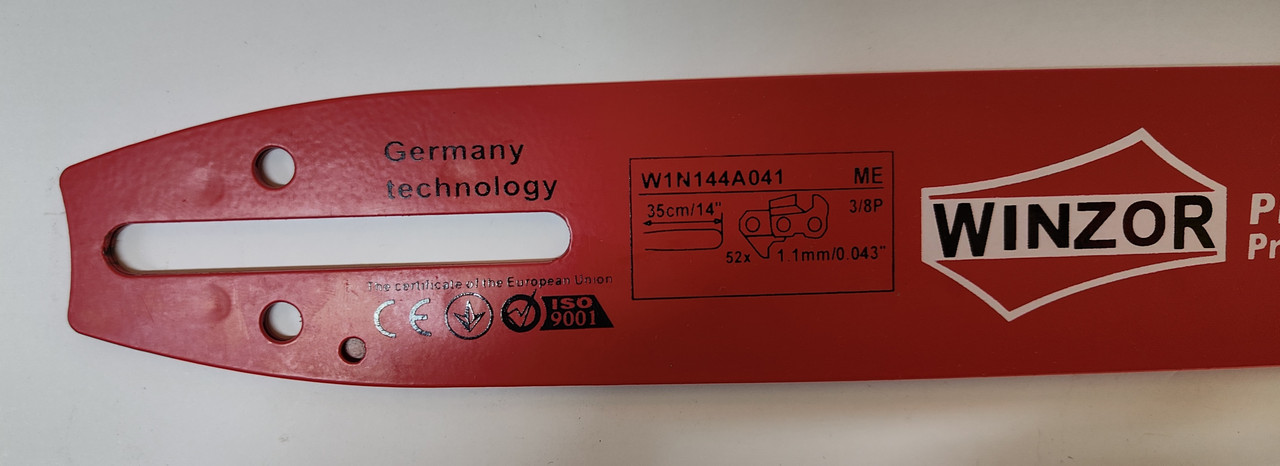 Germany
technology
The certificate of the European Union
CE
ISO
9001
W1N144A041 ME
35cm/14" 3/8P
52x 1.1mm/0.043"
WINZOR
P
Pr